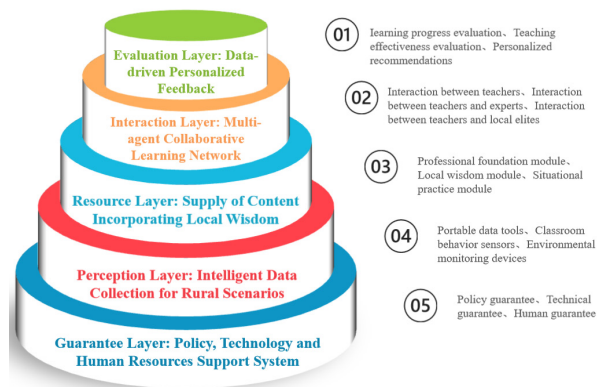 Evaluation Layer: Data-
driven Personalized
Feedback
01
learning progress evaluation、Teaching
effectiveness evaluation、Personalized
recommendations
Interaction Layer: Multi-
agent Collaborative
Learning Network
02
Interaction between teachers、Interaction
between teachers and experts、Interaction
between teachers and local elites
Resource Layer: Supply of Content
Incorporating Local Wisdom
03
Professional foundation module、
Local wisdom module、Situational
practice module
Perception Layer: Intelligent Data
Collection for Rural Scenarios
04
Portable data tools、Classroom
behavior sensors、Environmental
monitoring devices
Guarantee Layer: Policy, Technology and
Human Resources Support System
05
Policy guarantee、Technical
guarantee、Human guarantee